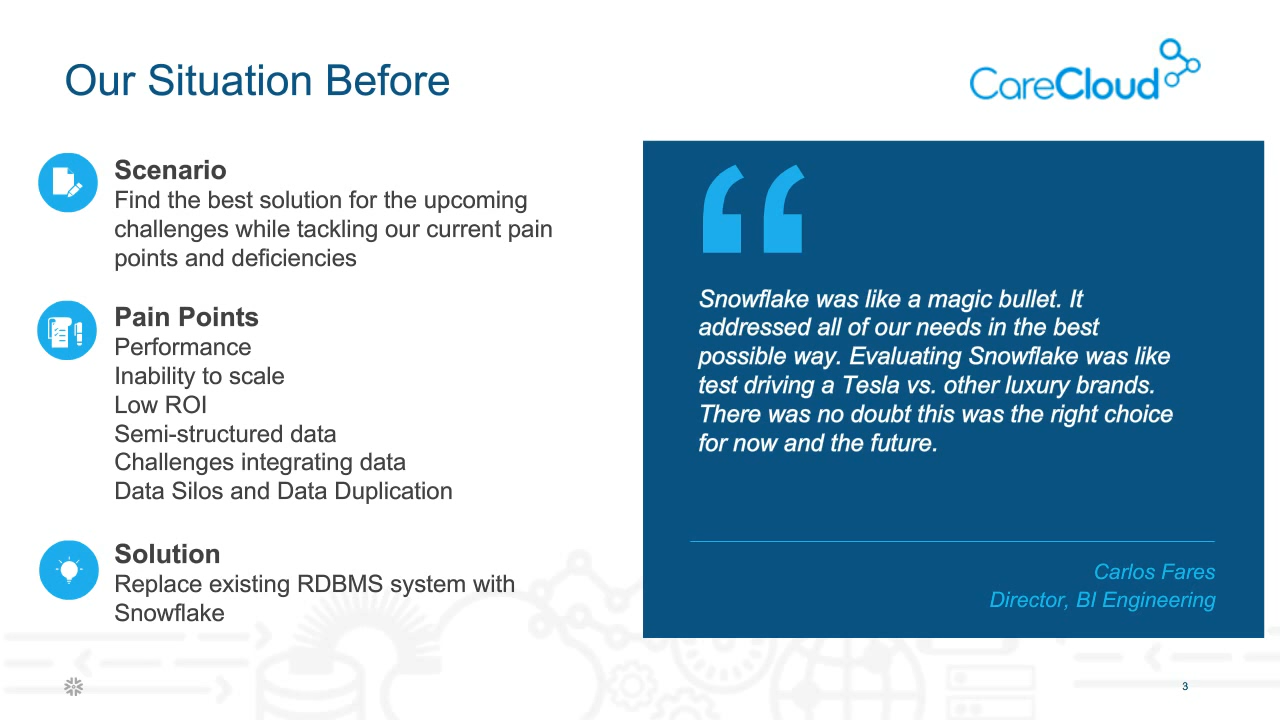 Our Situation Before
CareCloud
Scenario
Find the best solution for the upcoming
challenges while tackling our current pain
points and deficiencies
Pain Points
Performance
Inability to scale
Low ROI
Semi-structured data
Challenges integrating data
Data Silos and Data Duplication
Solution
Replace existing RDBMS system with
Snowflake
“
Snowflake was like a magic bullet. It
addressed all of our needs in the best
possible way. Evaluating Snowflake was like
test driving a Tesla vs. other luxury brands.
There was no doubt this was the right choice
for now and the future.
Carlos Fares
Director, BI Engineering
3